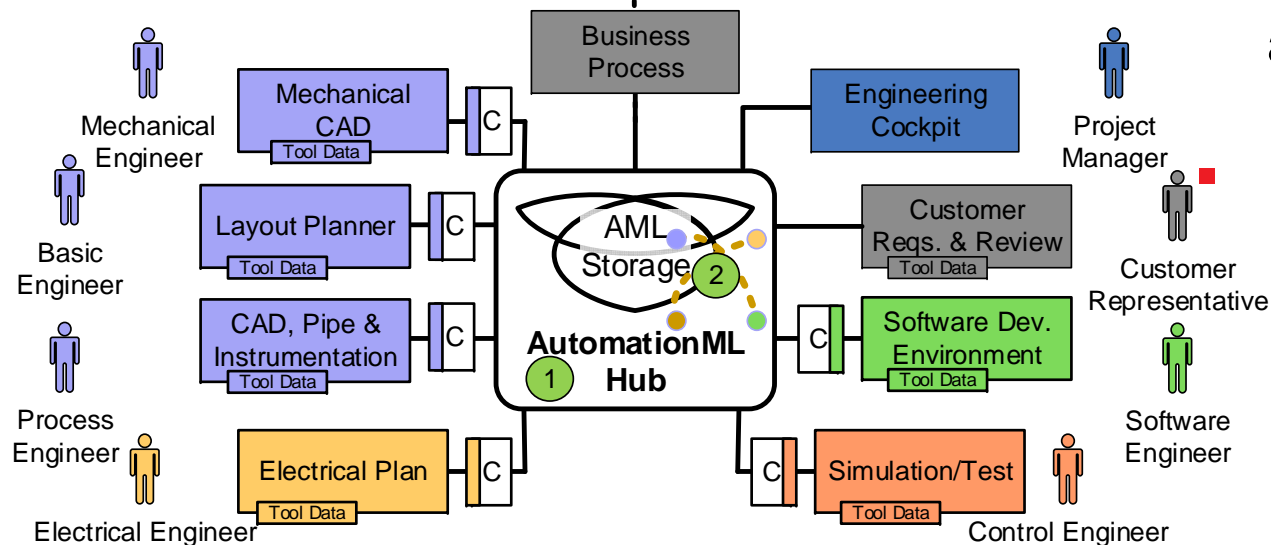 Business
Process
Mechanical
CAD
Tool Data
C
Engineering
Cockpit
Mechanical
Engineer
Project
Manager
Layout Planner
Tool Data
C
AML
Storage
2
Customer
Reqs. & Review
Tool Data
Basic
Engineer
Customer
Representative
CAD, Pipe &
Instrumentation
Tool Data
C
AutomationML
Hub
1
C
Software Dev.
Environment
Tool Data
Process
Engineer
Software
Engineer
Electrical Plan
Tool Data
C
C
Simulation/Test
Tool Data
Electrical Engineer
Control Engineer